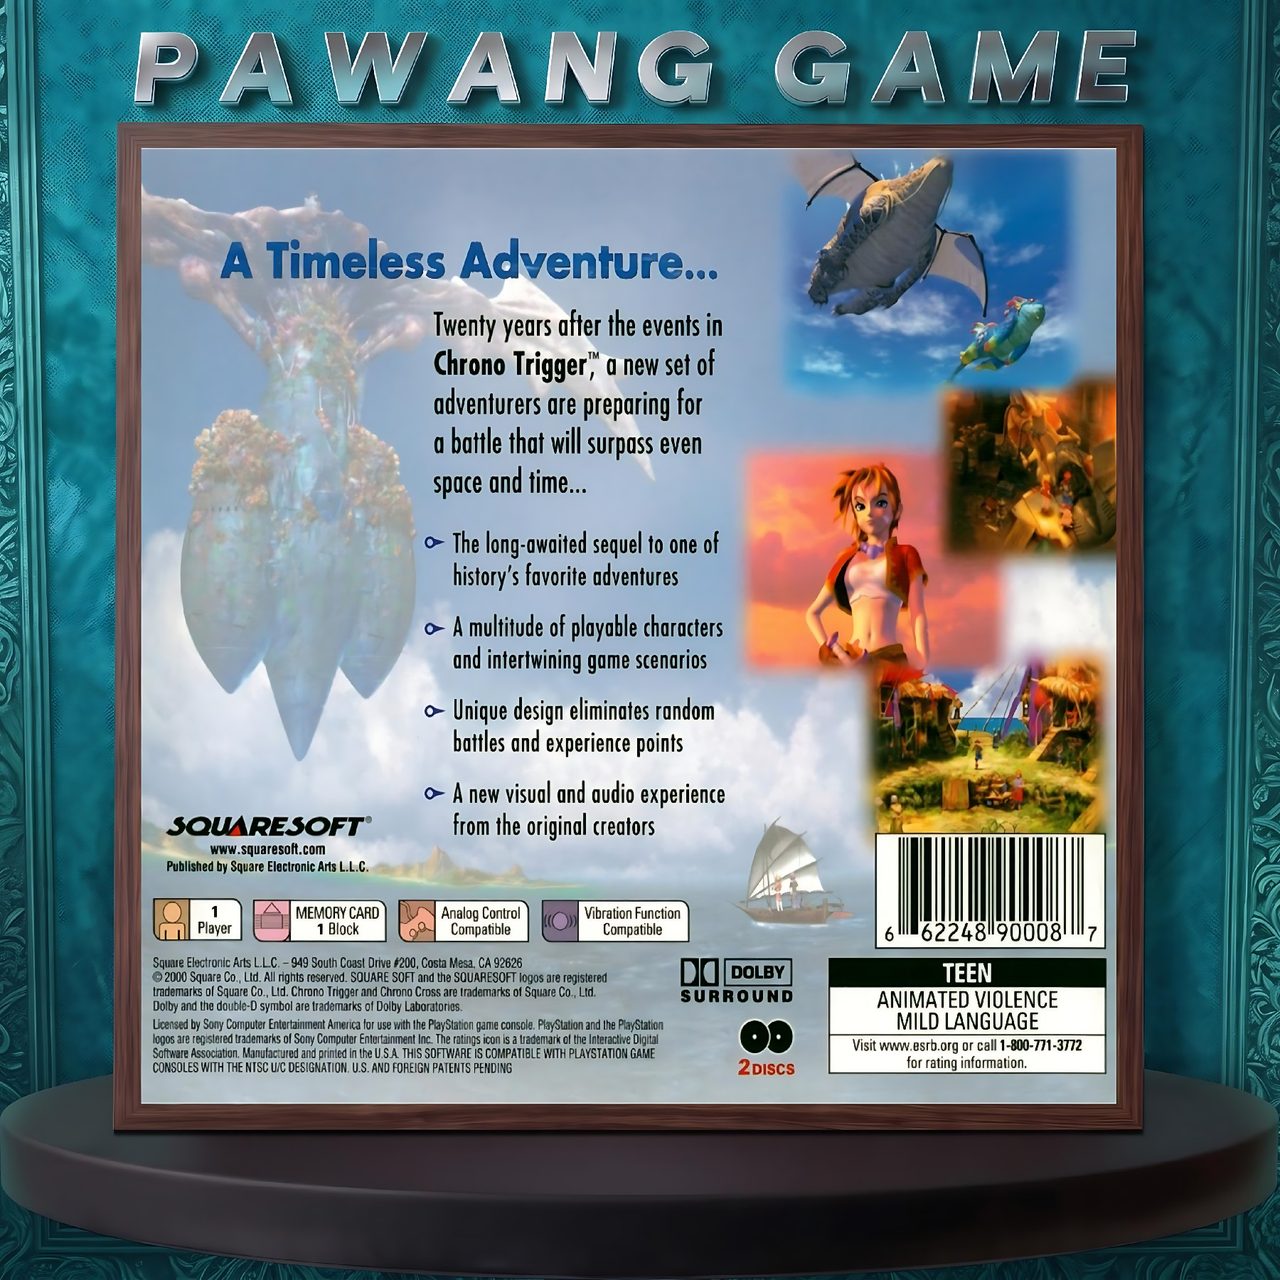 PAWANG GAME
A Timeless Adventure...
Twenty years after the events in
Chrono Trigger,™ a new set of
adventurers are preparing for
a battle that will surpass even
space and time...
The long-awaited sequel to one of
history's favorite adventures
A multitude of playable characters
and intertwining game scenarios
Unique design eliminates random
battles and experience points
A new visual and audio experience
from the original creators
SQUARESOFT®
www.squaresoft.com
Published by Square Electronic Arts L.L.C.
1
Player
MEMORY CARD
1 Block
Analog Control
Compatible
Vibration Function
Compatible
Square Electronic Arts L.L.C. – 949 South Coast Drive #200, Costa Mesa, CA 92626
© 2000 Square Co., Ltd. All rights reserved. SQUARE SOFT and the SQUARESOFT logos are registered
trademarks of Square Co., Ltd. Chrono Trigger and Chrono Cross are trademarks of Square Co., Ltd.
Dolby and the double-D symbol are trademarks of Dolby Laboratories.
Licensed by Sony Computer Entertainment America for use with the PlayStation game console. PlayStation and the PlayStation
logos are registered trademarks of Sony Computer Entertainment Inc. The ratings icon is a trademark of the Interactive Digital
Software Association. Manufactured and printed in the U.S.A. THIS SOFTWARE IS COMPATIBLE WITH PLAYSTATION GAME
CONSOLES WITH THE NTSC U/C DESIGNATION. U.S. AND FOREIGN PATENTS PENDING
DOLBY
SURROUND
2 DISCS
6 62248 90008 7
TEEN
ANIMATED VIOLENCE
MILD LANGUAGE
Visit www.esrb.org or call 1-800-771-3772
for rating information.